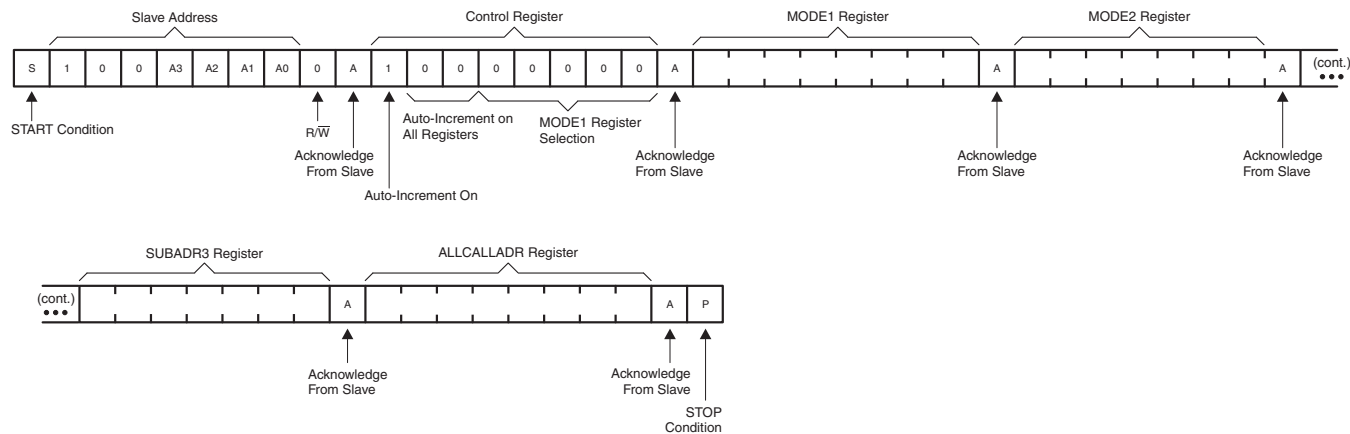 Slave Address
Control Register
MODE1 Register
MODE2 Register
S 1 0 0 A3 A2 A1 A0 0 A 1 0 0 0 0 0 0 0 A A A (cont.)
START Condition
R/W̅
Acknowledge
From Slave
Auto-Increment On
Auto-Increment on
All Registers
MODE1 Register
Selection
Acknowledge
From Slave
Acknowledge
From Slave
Acknowledge
From Slave
SUBADR3 Register
ALLCALLADR Register
(cont.) A A P
Acknowledge
From Slave
Acknowledge
From Slave
STOP
Condition